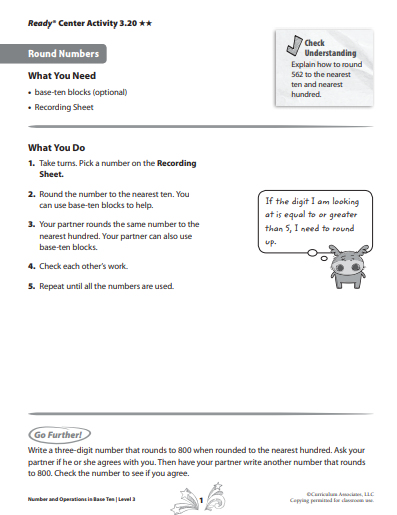 Ready® Center Activity 3.20 ★★
Round Numbers
Check
Understanding
Explain how to round
562 to the nearest
ten and nearest
hundred.
What You Need
• base-ten blocks (optional)
• Recording Sheet
What You Do
1. Take turns. Pick a number on the Recording
Sheet.
2. Round the number to the nearest ten. You
can use base-ten blocks to help.
3. Your partner rounds the same number to the
nearest hundred. Your partner can also use
base-ten blocks.
4. Check each other's work.
5. Repeat until all the numbers are used.
If the digit I am looking
at is equal to or greater
than 5, I need to round
up.
Go Further!
Write a three-digit number that rounds to 800 when rounded to the nearest hundred. Ask your
partner if he or she agrees with you. Then have your partner write another number that rounds
to 800. Check the number to see if you agree.
Number and Operations in Base Ten | Level 3
1
©Curriculum Associates, LLC
Copying permitted for classroom use.